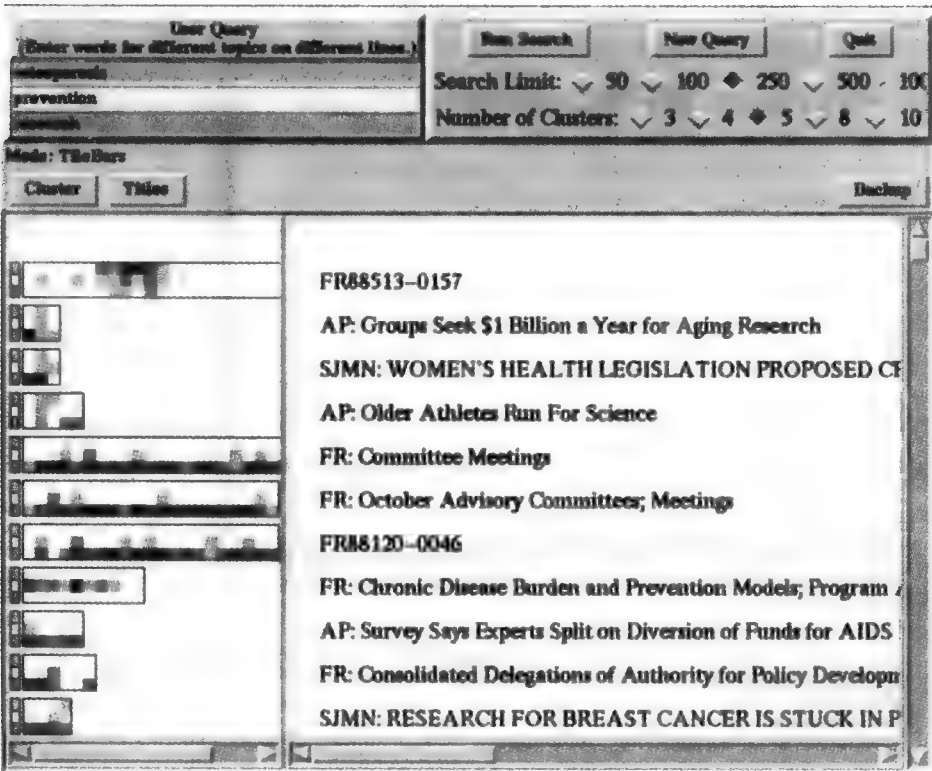 User Query
(Enter words for different topics on different lines.)
osteoporosis
prevention
research
Run Search New Query Quit
Search Limit: 50 100 250 500 100
Number of Clusters: 3 4 5 8 10
Mode: TileBars
Cluster Titles Backup
FR88513-0157
AP: Groups Seek $1 Billion a Year for Aging Research
SJMN: WOMEN'S HEALTH LEGISLATION PROPOSED CF
AP: Older Athletes Run For Science
FR: Committee Meetings
FR: October Advisory Committees; Meetings
FR88120-0046
FR: Chronic Disease Burden and Prevention Models; Program
AP: Survey Says Experts Split on Diversion of Funds for AIDS
FR: Consolidated Delegations of Authority for Policy Developm
SJMN: RESEARCH FOR BREAST CANCER IS STUCK IN P